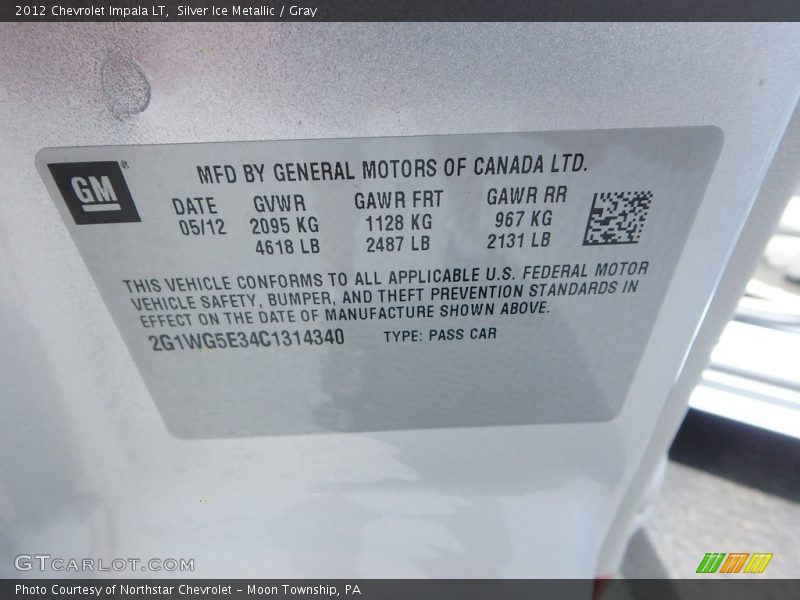 2012 Chevrolet Impala LT, Silver Ice Metallic / Gray
GM
MFD BY GENERAL MOTORS OF CANADA LTD.
DATE GVWR GAWR FRT GAWR RR
05/12 2095 KG 1128 KG 967 KG
4618 LB 2487 LB 2131 LB
THIS VEHICLE CONFORMS TO ALL APPLICABLE U.S. FEDERAL MOTOR
VEHICLE SAFETY, BUMPER, AND THEFT PREVENTION STANDARDS IN
EFFECT ON THE DATE OF MANUFACTURE SHOWN ABOVE.
2G1WG5E34C1314340 TYPE: PASS CAR
GTCARLOT.COM
Photo Courtesy of Northstar Chevrolet - Moon Township, PA